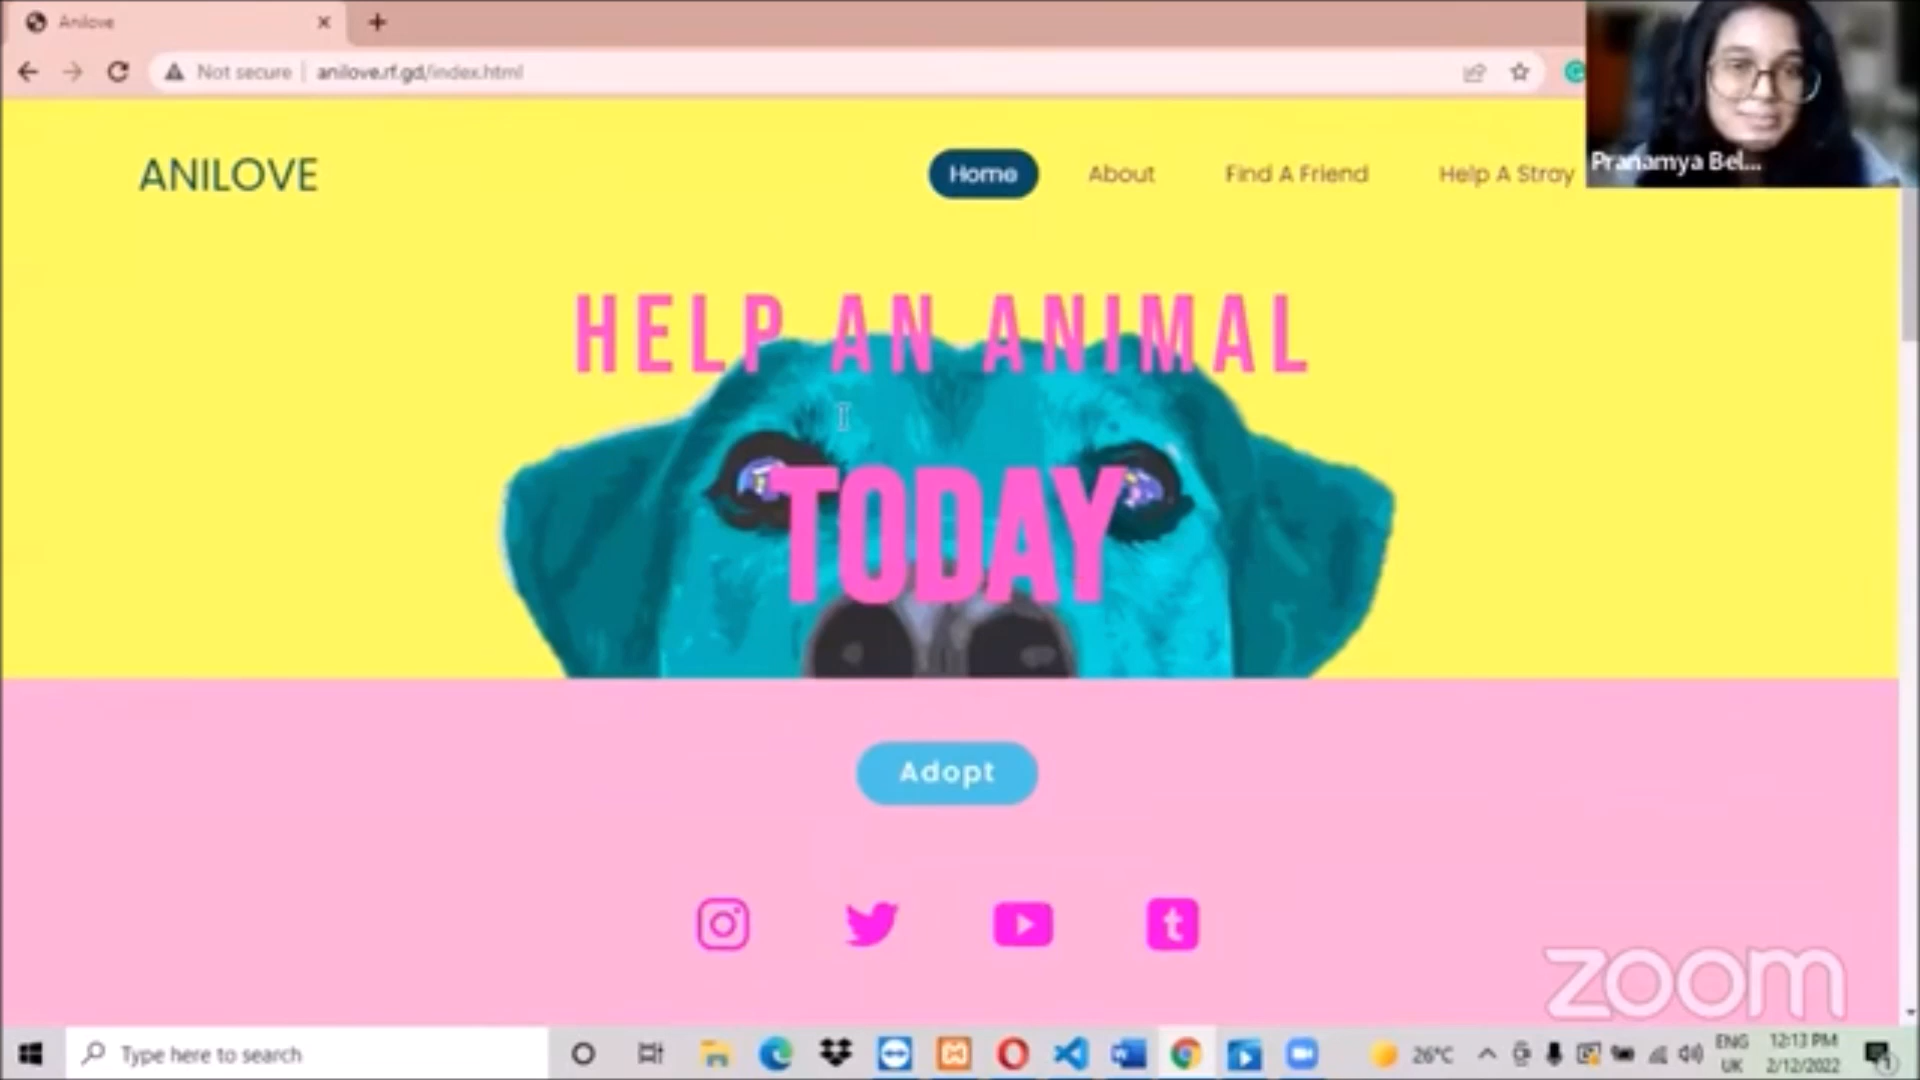 Anilove
Not secure
anilove.rf.gd/index.html
Pranamya Bel...
ANILOVE
Home
About
Find A Friend
Help A Stray
HELP AN ANIMAL
TODAY
Adopt
zoom
Type here to search
26°C
ENG
UK
12:13 PM
2/12/2022